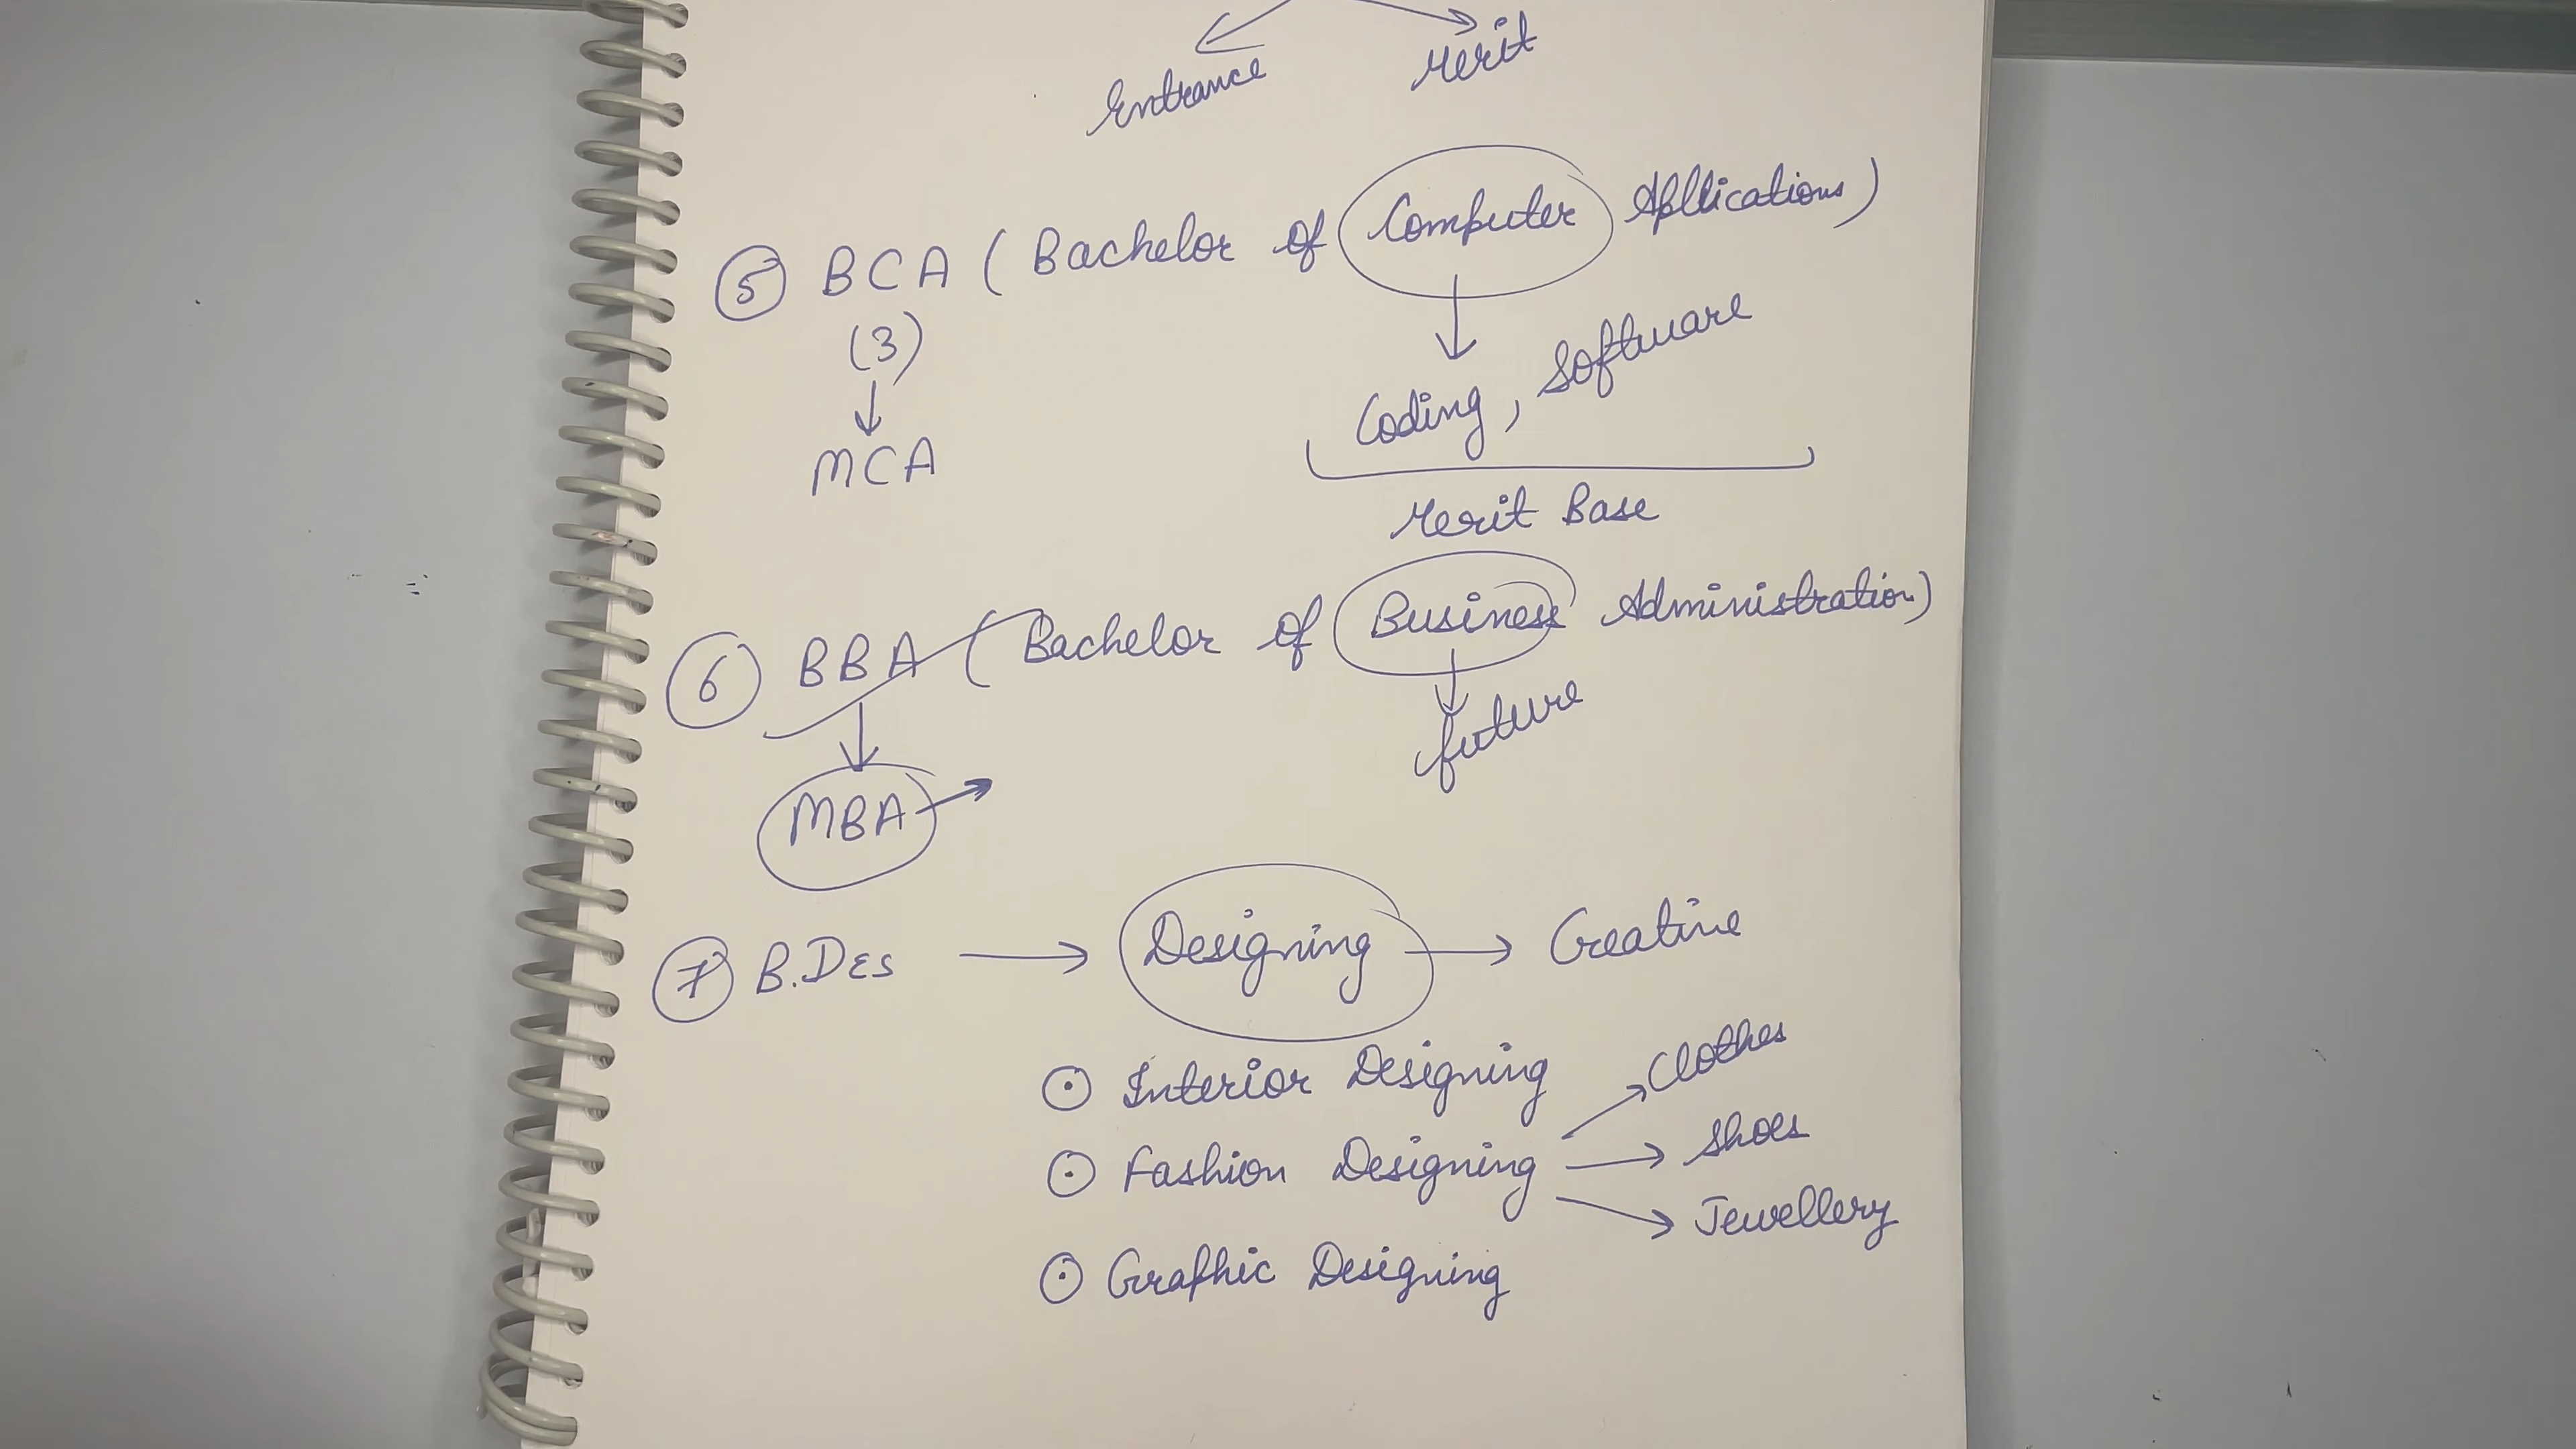 Entrance Merit
5 BCA (Bachelor of Computer Applications)
(3)
Coding, Software
MCA
Merit Base
6 BBA (Bachelor of Business Administration)
future
MBA
7 B.Des Designing Creative
Interior Designing Clothes
Fashion Designing Shoes
Jewellery
Graphic Designing